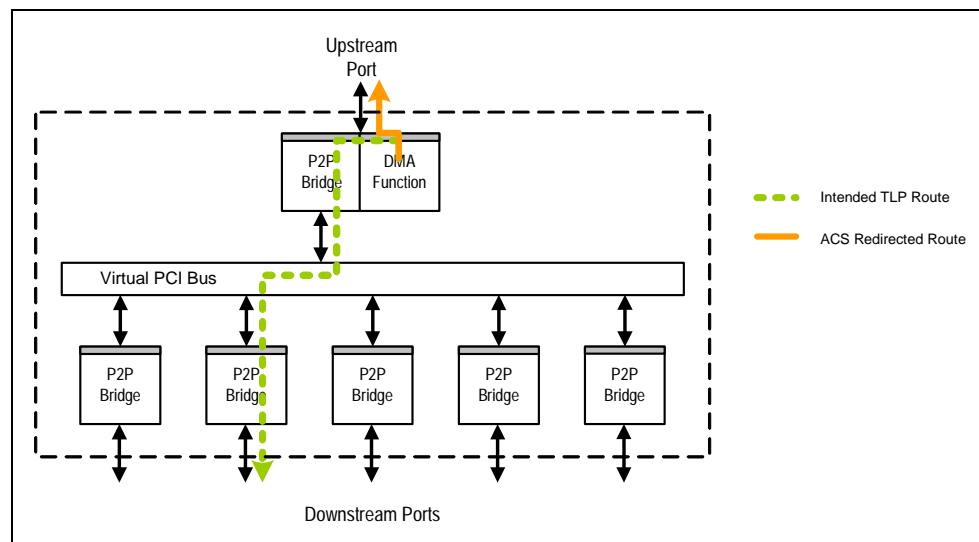 Upstream
Port
P2P
Bridge
DMA
Function
Intended TLP Route
ACS Redirected Route
Virtual PCI Bus
P2P
Bridge
P2P
Bridge
P2P
Bridge
P2P
Bridge
P2P
Bridge
Downstream Ports